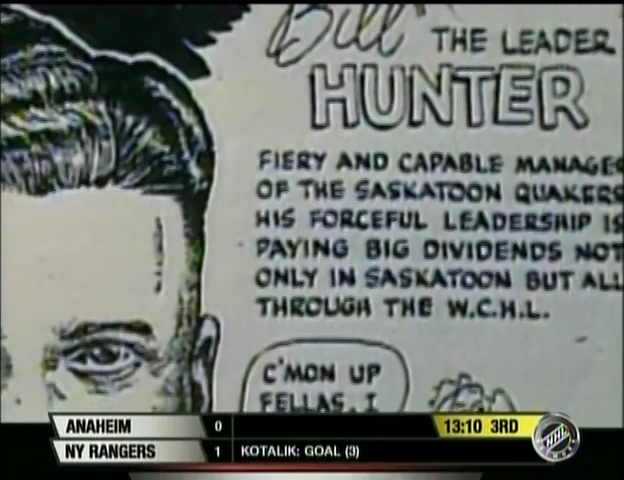 Bill THE LEADER
HUNTER
FIERY AND CAPABLE MANAGER
OF THE SASKATOON QUAKERS
HIS FORCEFUL LEADERSHIP IS
PAYING BIG DIVIDENDS NOT
ONLY IN SASKATOON BUT ALL
THROUGH THE W.C.H.L.
C'MON UP
FELLAS, I
ANAHEIM 0 13:10 3RD
NY RANGERS 1 KOTALIK: GOAL (3)
NHL